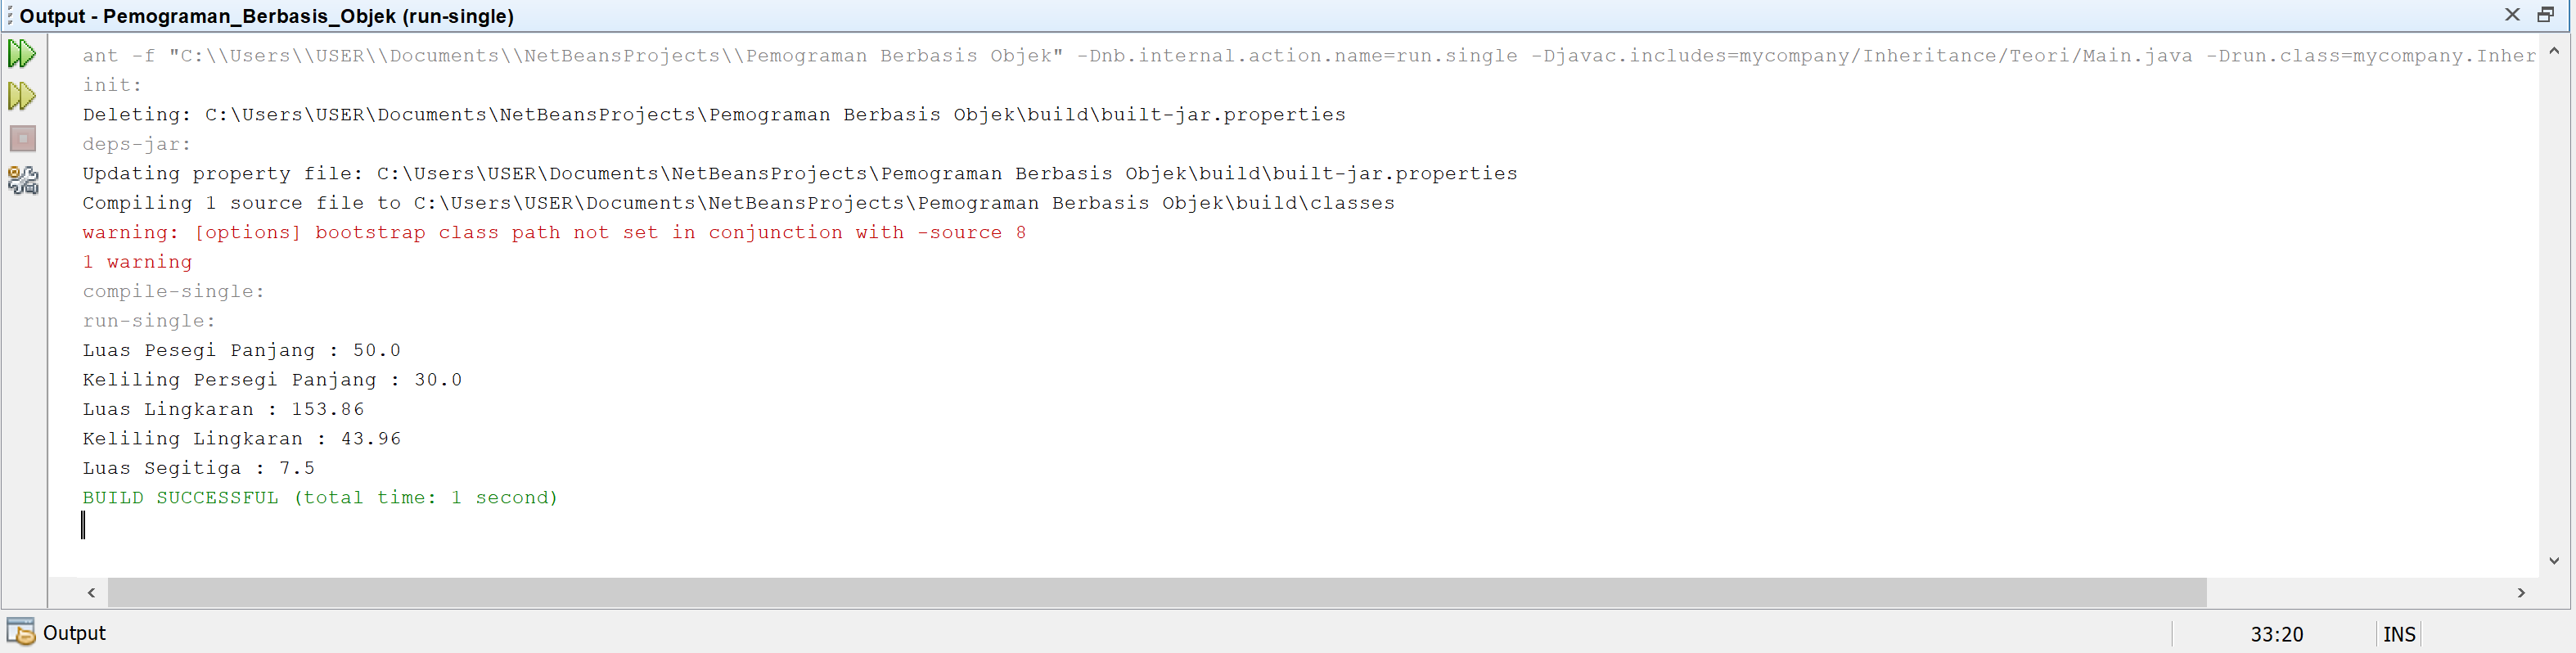 Output - Pemograman_Berbasis_Objek (run-single)
ant -f "C:\\Users\\USER\\Documents\\NetBeansProjects\\Pemograman Berbasis Objek" -Dnb.internal.action.name=run.single -Djavac.includes=mycompany/Inheritance/Teori/Main.java -Drun.class=mycompany.Inher
init:
Deleting: C:\Users\USER\Documents\NetBeansProjects\Pemograman Berbasis Objek\build\built-jar.properties
deps-jar:
Updating property file: C:\Users\USER\Documents\NetBeansProjects\Pemograman Berbasis Objek\build\built-jar.properties
Compiling 1 source file to C:\Users\USER\Documents\NetBeansProjects\Pemograman Berbasis Objek\build\classes
warning: [options] bootstrap class path not set in conjunction with -source 8
1 warning
compile-single:
run-single:
Luas Pesegi Panjang : 50.0
Keliling Persegi Panjang : 30.0
Luas Lingkaran : 153.86
Keliling Lingkaran : 43.96
Luas Segitiga : 7.5
BUILD SUCCESSFUL (total time: 1 second)
Output
33:20
INS